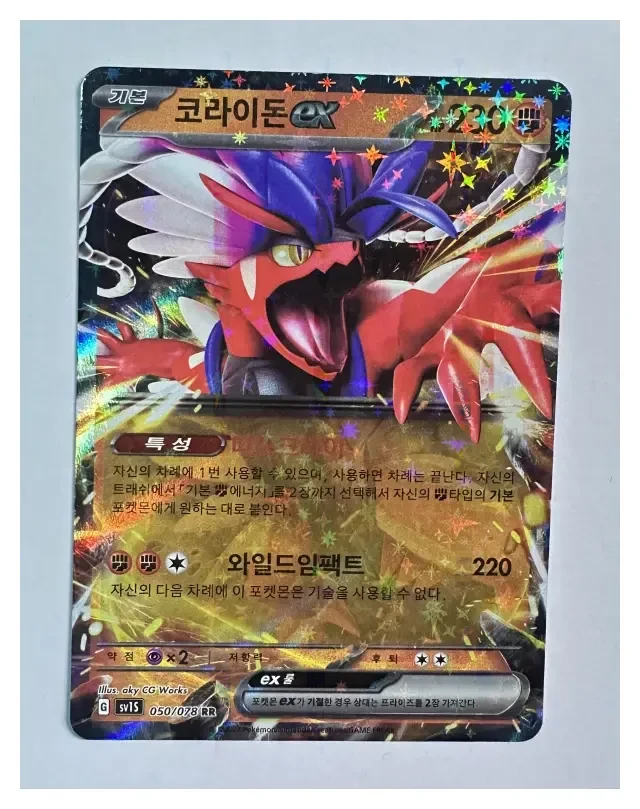 기본 코라이돈 ex 230
특성
자신의 차례에 1번 사용할 수 있으며, 사용하면 차례는 끝난다. 자신의
트래쉬에서 「기본 에너지」를 2장까지 선택해서 자신의 타입의 기본
포켓몬에게 원하는 대로 붙인다.
와일드임팩트 220
자신의 다음 차례에 이 포켓몬은 기술을 사용할 수 없다.
약점 ×2 저항력 후퇴
ex 룰
포켓몬 ex가 기절한 경우 상대는 프라이즈를 2장 가져간다.
Illus. aky CG Works
G sv1S 050/078 RR